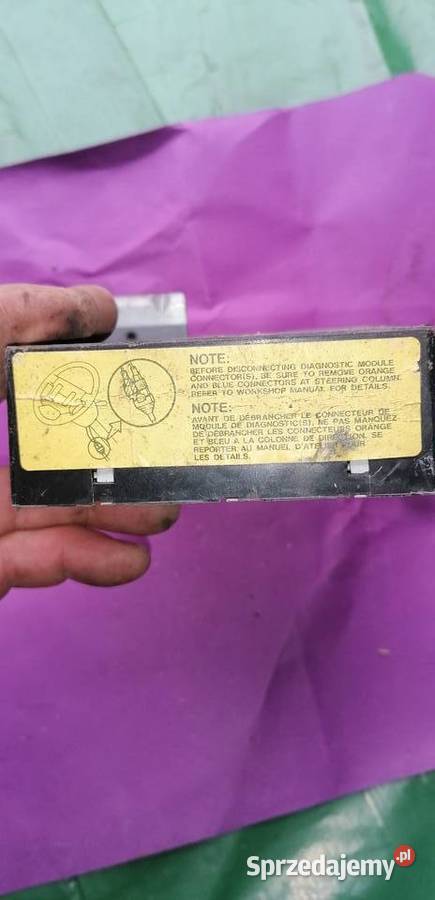 NOTE:
BEFORE DISCONNECTING DIAGNOSTIC MODULE
CONNECTOR(S), BE SURE TO REMOVE ORANGE
AND BLUE CONNECTORS AT STEERING COLUMN.
REFER TO WORKSHOP MANUAL FOR DETAILS.
NOTE:
AVANT DE DÉBRANCHER LE CONNECTEUR DE
MODULE DE DIAGNOSTIC(S), NE PAS MANQUEZ
DE DÉBRANCHER LES CONNECTEURS ORANGE
ET BLEU A LA COLONNE DE DIRECTION. SE
REPORTER AU MANUEL D'ATELIER POUR
LES DETAILS.
Sprzedajemy.pl